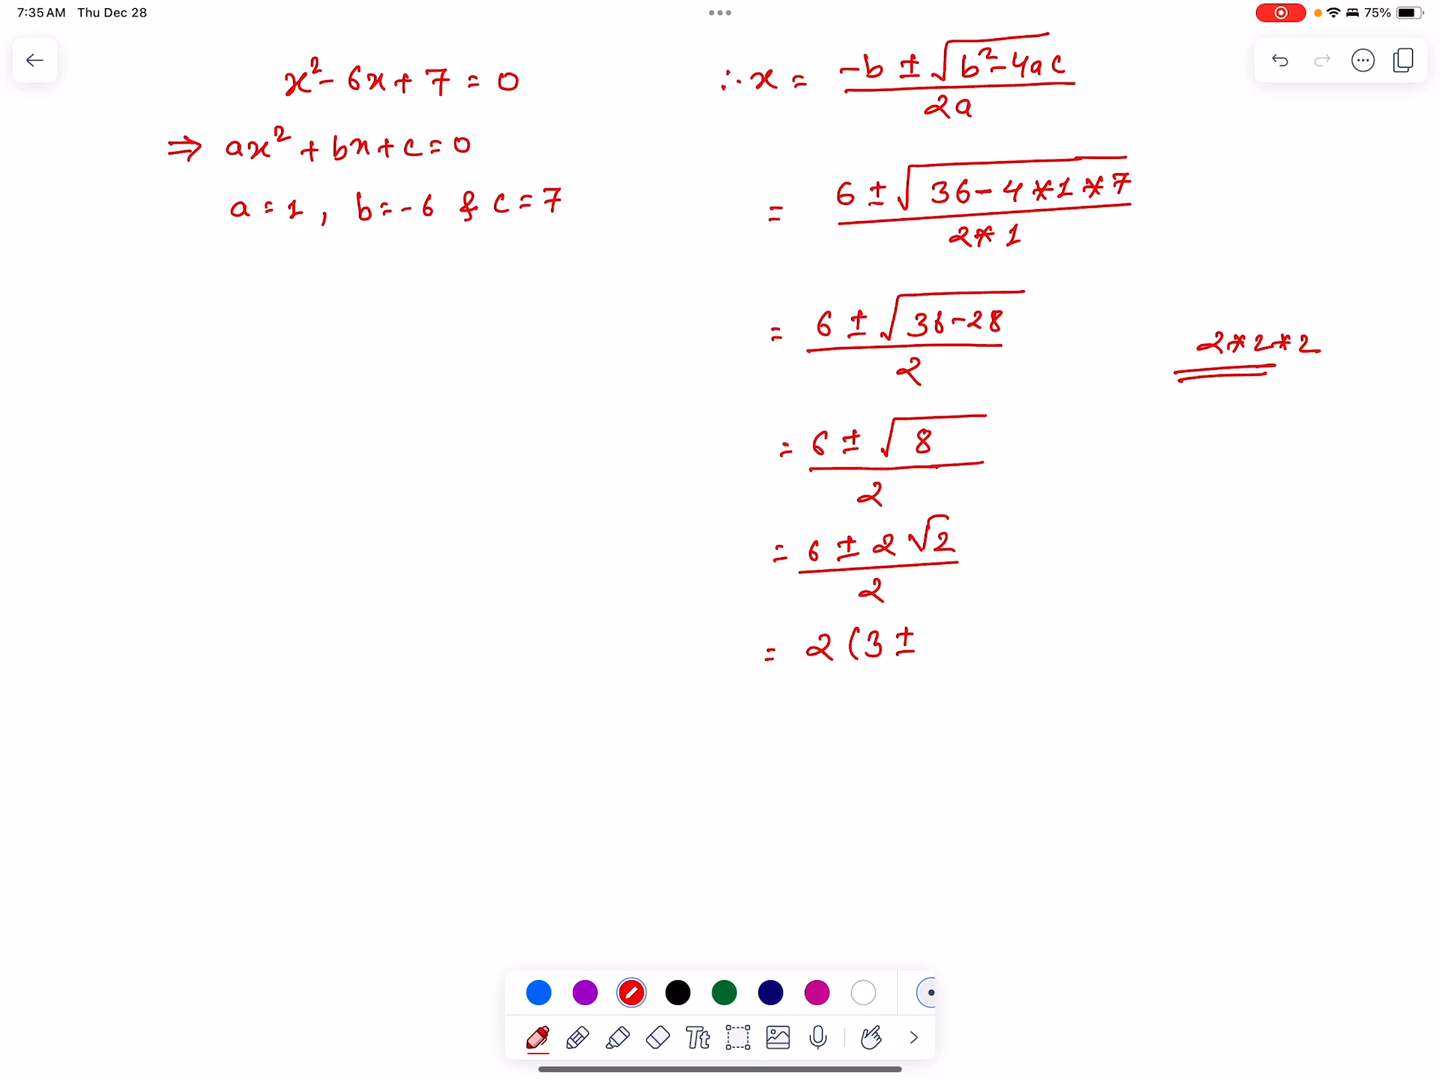 7:35 AM Thu Dec 28
75%
x² - 6x + 7 = 0
⇒ ax² + bx + c = 0
a = 1 , b = -6 & c = 7
∴ x = (-b ± √(b² - 4ac)) / 2a
= (6 ± √(36 - 4*1*7)) / 2*1
= (6 ± √(36 - 28)) / 2
2*2*2
= (6 ± √8) / 2
= (6 ± 2√2) / 2
= 2 (3 ±
Tt